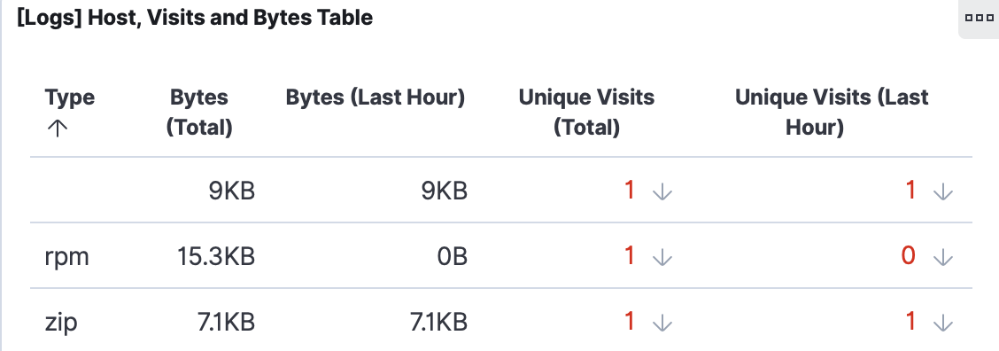 [Logs] Host, Visits and Bytes Table
Type Bytes (Total) Bytes (Last Hour) Unique Visits (Total) Unique Visits (Last Hour)
9KB 9KB 1 1
rpm 15.3KB 0B 1 0
zip 7.1KB 7.1KB 1 1